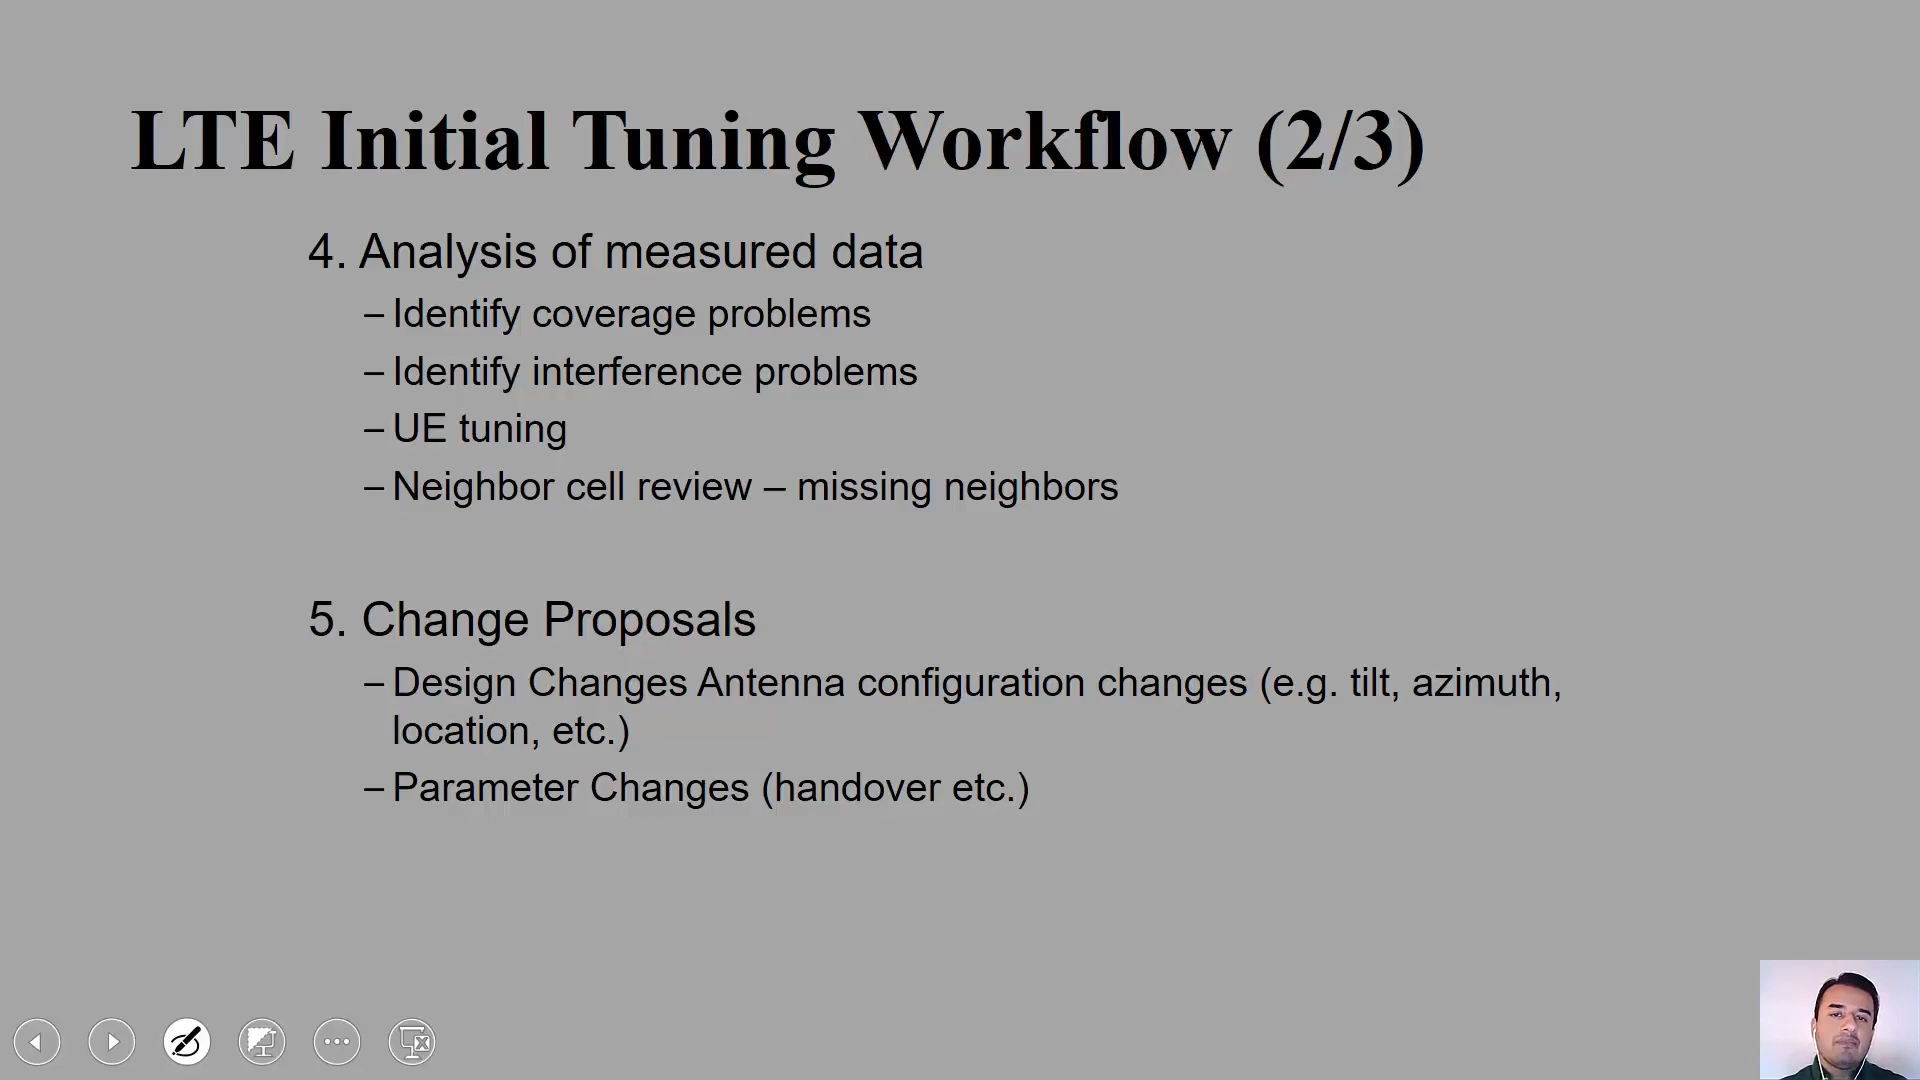 LTE Initial Tuning Workflow (2/3)
4. Analysis of measured data
– Identify coverage problems
– Identify interference problems
– UE tuning
– Neighbor cell review – missing neighbors
5. Change Proposals
– Design Changes Antenna configuration changes (e.g. tilt, azimuth,
location, etc.)
– Parameter Changes (handover etc.)